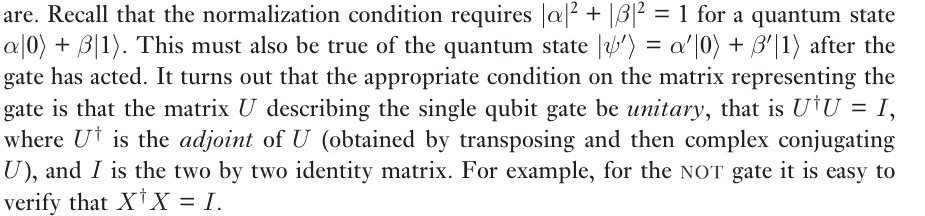 are. Recall that the normalization condition requires |α|² + |β|² = 1 for a quantum state
α|0⟩ + β|1⟩. This must also be true of the quantum state |ψ′⟩ = α′|0⟩ + β′|1⟩ after the
gate has acted. It turns out that the appropriate condition on the matrix representing the
gate is that the matrix U describing the single qubit gate be unitary, that is U†U = I,
where U† is the adjoint of U (obtained by transposing and then complex conjugating
U), and I is the two by two identity matrix. For example, for the NOT gate it is easy to
verify that X†X = I.